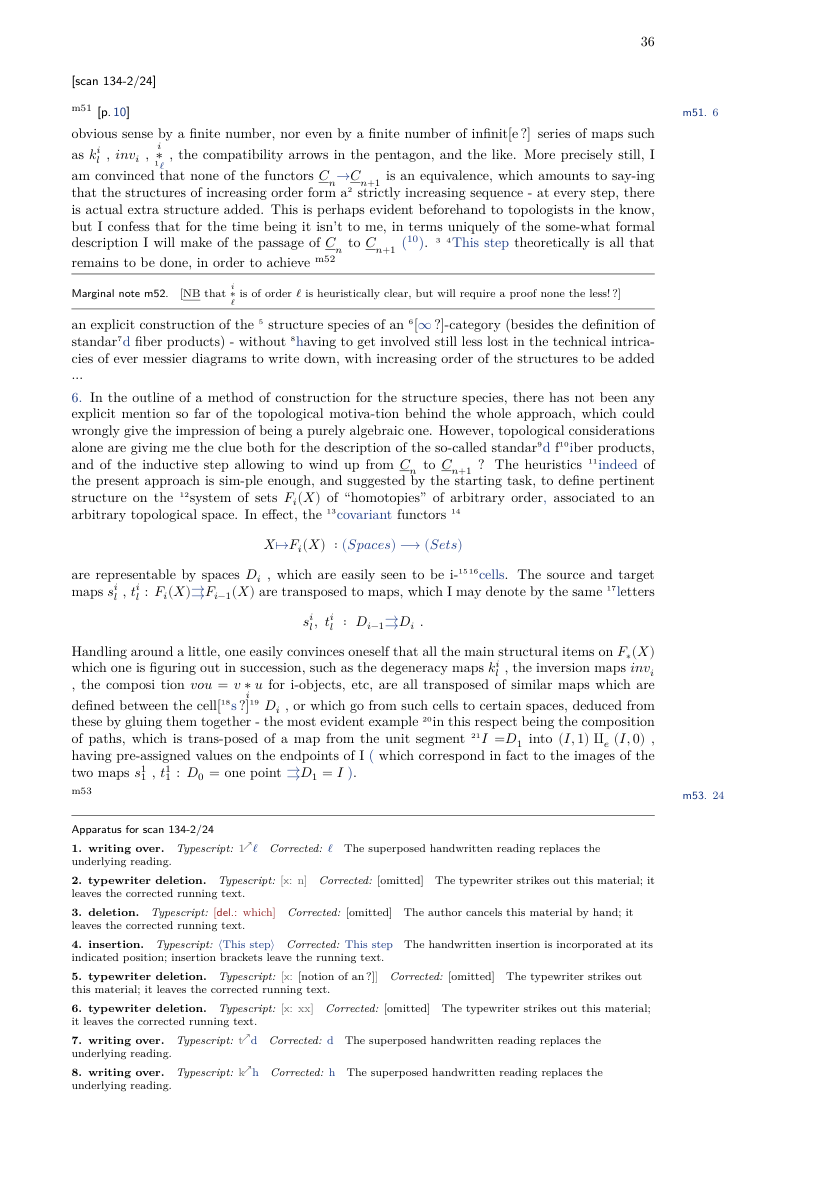 36
[scan 134-2/24]
m51 [p. 10]
m51. 6
obvious sense by a finite number, nor even by a finite number of infinit[e ?] series of maps such
as k^i_l , inv_i , *^i_{1ℓ} , the compatibility arrows in the pentagon, and the like. More precisely still, I
am convinced that none of the functors C_n→C_{n+1} is an equivalence, which amounts to say-ing
that the structures of increasing order form a² strictly increasing sequence - at every step, there
is actual extra structure added. This is perhaps evident beforehand to topologists in the know,
but I confess that for the time being it isn't to me, in terms uniquely of the some-what formal
description I will make of the passage of C_n to C_{n+1} (¹⁰). ³ ⁴This step theoretically is all that
remains to be done, in order to achieve m52
Marginal note m52. [NB that *^i_ℓ is of order ℓ is heuristically clear, but will require a proof none the less! ?]
an explicit construction of the ⁵ structure species of an ⁶[∞ ?]-category (besides the definition of
standar⁷d fiber products) - without ⁸having to get involved still less lost in the technical intrica-
cies of ever messier diagrams to write down, with increasing order of the structures to be added
...
6. In the outline of a method of construction for the structure species, there has not been any
explicit mention so far of the topological motiva-tion behind the whole approach, which could
wrongly give the impression of being a purely algebraic one. However, topological considerations
alone are giving me the clue both for the description of the so-called standar⁹d f¹⁰iber products,
and of the inductive step allowing to wind up from C_n to C_{n+1} ? The heuristics ¹¹indeed of
the present approach is sim-ple enough, and suggested by the starting task, to define pertinent
structure on the ¹²system of sets F_i(X) of “homotopies” of arbitrary order, associated to an
arbitrary topological space. In effect, the ¹³covariant functors ¹⁴
X↦F_i(X) : (Spaces) ⟶ (Sets)
are representable by spaces D_i , which are easily seen to be i-¹⁵ ¹⁶cells. The source and target
maps s^i_l , t^i_l : F_i(X)⇉F_{i−1}(X) are transposed to maps, which I may denote by the same ¹⁷letters
s^i_l, t^i_l : D_{i−1}⇉D_i .
Handling around a little, one easily convinces oneself that all the main structural items on F_*(X)
which one is figuring out in succession, such as the degeneracy maps k^i_l , the inversion maps inv_i
, the composi tion vou = v *_i u for i-objects, etc, are all transposed of similar maps which are
defined between the cell[¹⁸s ?]¹⁹ D_i , or which go from such cells to certain spaces, deduced from
these by gluing them together - the most evident example ²⁰in this respect being the composition
of paths, which is trans-posed of a map from the unit segment ²¹I =D_1 into (I, 1) ∐_e (I, 0) ,
having pre-assigned values on the endpoints of I ( which correspond in fact to the images of the
two maps s^1_1 , t^1_1 : D_0 = one point ⇉D_1 = I ).
m53
m53. 24
Apparatus for scan 134-2/24
1. writing over. Typescript: 1↗ℓ Corrected: ℓ The superposed handwritten reading replaces the
underlying reading.
2. typewriter deletion. Typescript: [x: n] Corrected: [omitted] The typewriter strikes out this material; it
leaves the corrected running text.
3. deletion. Typescript: [del.: which] Corrected: [omitted] The author cancels this material by hand; it
leaves the corrected running text.
4. insertion. Typescript: ⟨This step⟩ Corrected: This step The handwritten insertion is incorporated at its
indicated position; insertion brackets leave the running text.
5. typewriter deletion. Typescript: [x: [notion of an ?]] Corrected: [omitted] The typewriter strikes out
this material; it leaves the corrected running text.
6. typewriter deletion. Typescript: [x: xx] Corrected: [omitted] The typewriter strikes out this material;
it leaves the corrected running text.
7. writing over. Typescript: t↗d Corrected: d The superposed handwritten reading replaces the
underlying reading.
8. writing over. Typescript: k↗h Corrected: h The superposed handwritten reading replaces the
underlying reading.